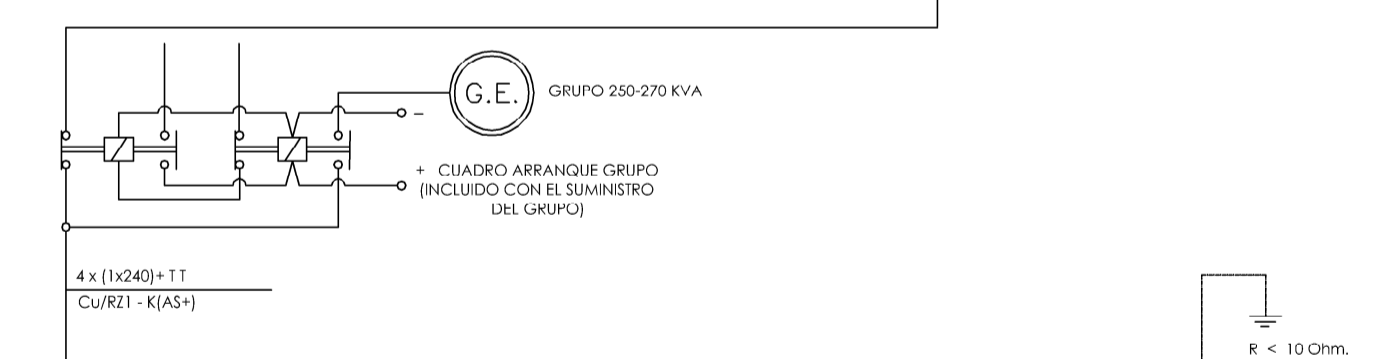 G.E.
GRUPO 250-270 KVA
–
+ CUADRO ARRANQUE GRUPO
(INCLUIDO CON EL SUMINISTRO
DEL GRUPO)
4 x (1x240)+ TT
Cu/RZ1 - K(AS+)
R < 10 Ohm.